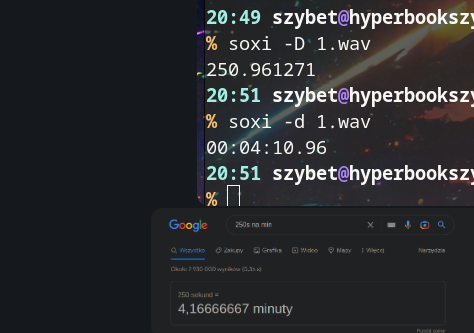 20:49 szybet@hyperbooksz
% soxi -D 1.wav
250.961271
20:51 szybet@hyperbooksz
% soxi -d 1.wav
00:04:10.96
20:51 szybet@hyperbooksz
%
Google 250s na min
Wszystko Zakupy Grafika Wideo Mapy Więcej Narzędzia
Około 2 930 000 wyników (0,3s s)
250 sekund =
4,16666667 minuty